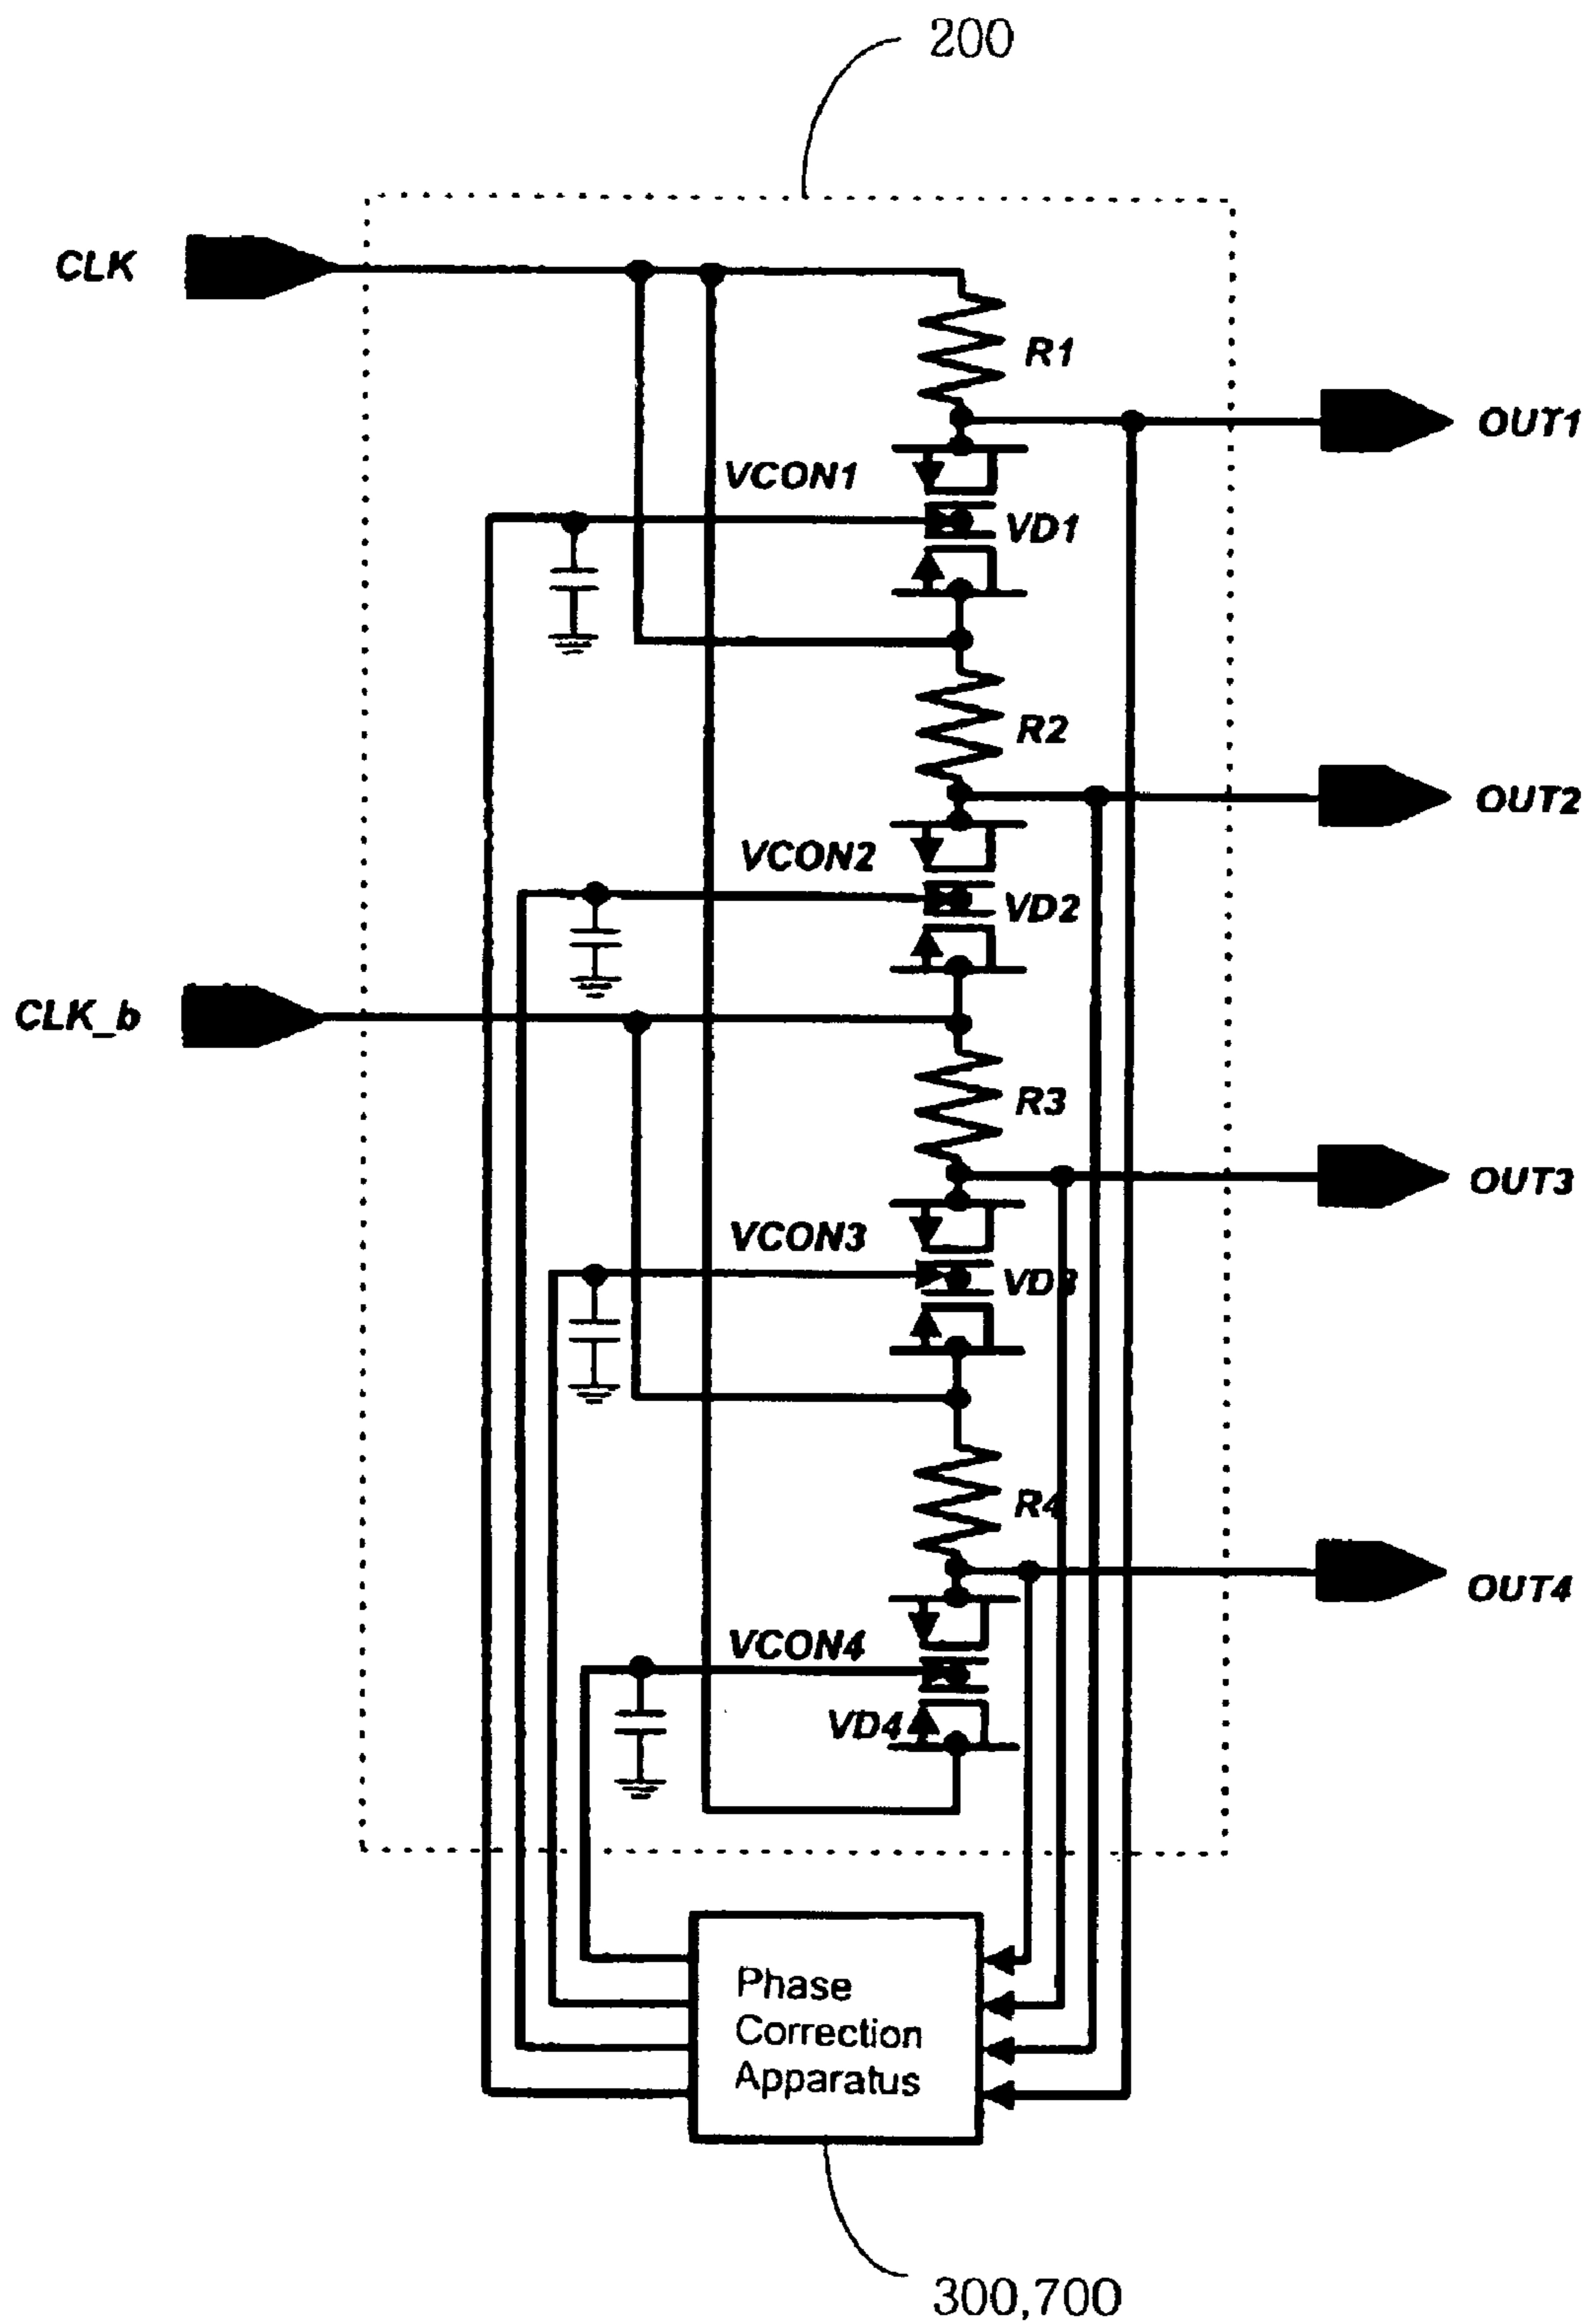 200
CLK
R1
OUT1
VCON1
VD1
R2
OUT2
VCON2
VD2
CLK_b
R3
OUT3
VCON3
VD3
R4
OUT4
VCON4
VD4
Phase
Correction
Apparatus
300,700